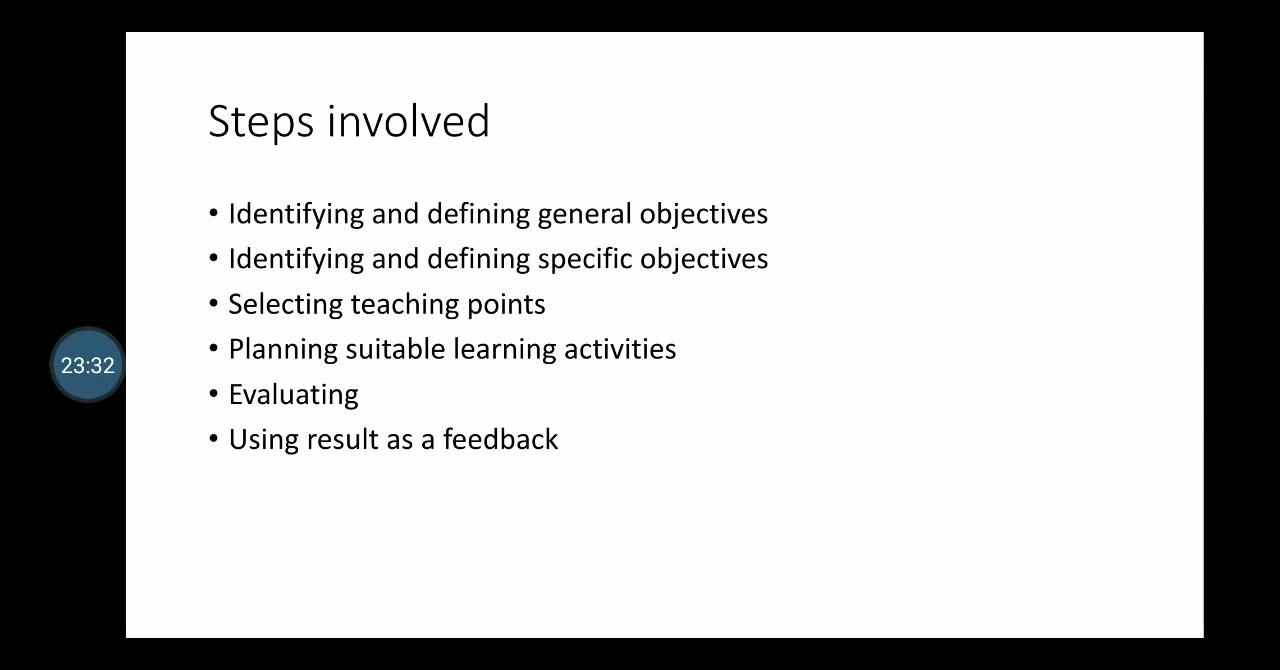 Steps involved
• Identifying and defining general objectives
• Identifying and defining specific objectives
• Selecting teaching points
• Planning suitable learning activities
• Evaluating
• Using result as a feedback
23:32